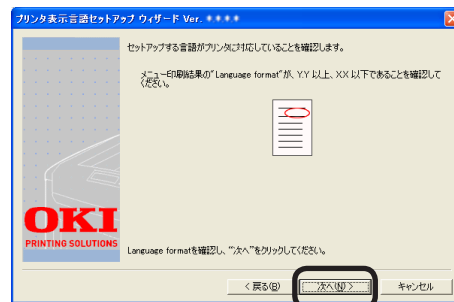 プリンタ表示言語セットアップ ウィザード Ver. ****
セットアップする言語がプリンタに対応していることを確認します。
メニュー印刷結果の"Language format"が、Y.Y 以上、X.X 以下であることを確認して
ください。
OKI
PRINTING SOLUTIONS
Language formatを確認し、"次へ"をクリックしてください。
< 戻る(B)
次へ(N) >
キャンセル